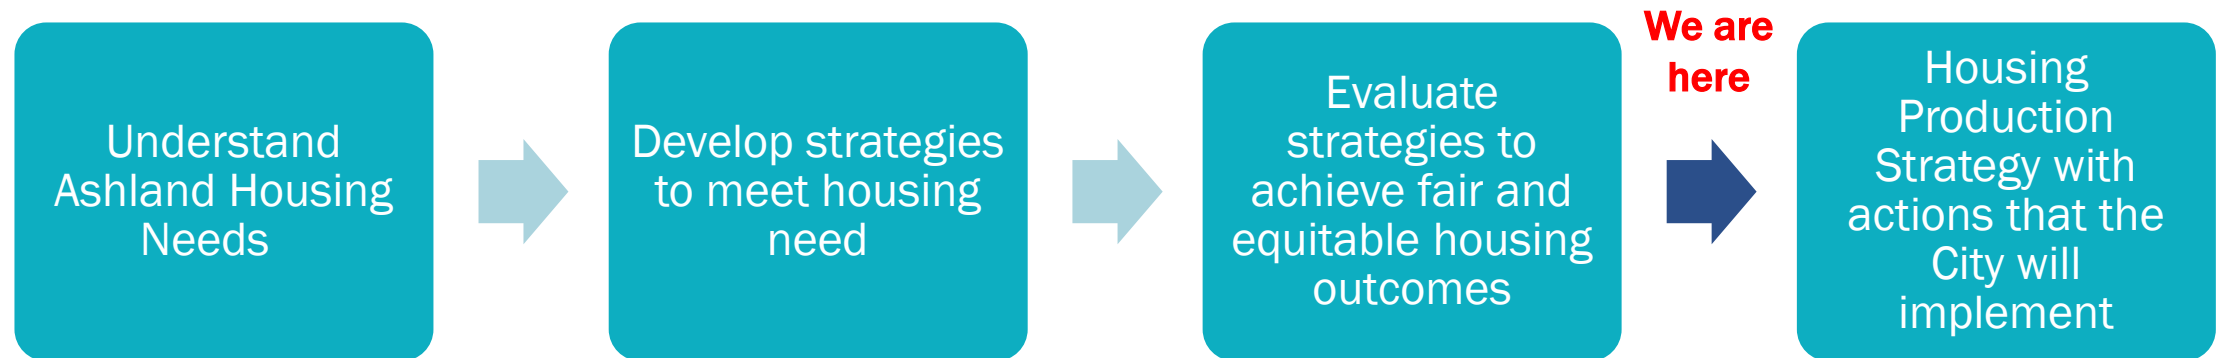 Understand
Ashland Housing
Needs
Develop strategies
to meet housing
need
Evaluate
strategies to
achieve fair and
equitable housing
outcomes
We are
here
Housing
Production
Strategy with
actions that the
City will
implement